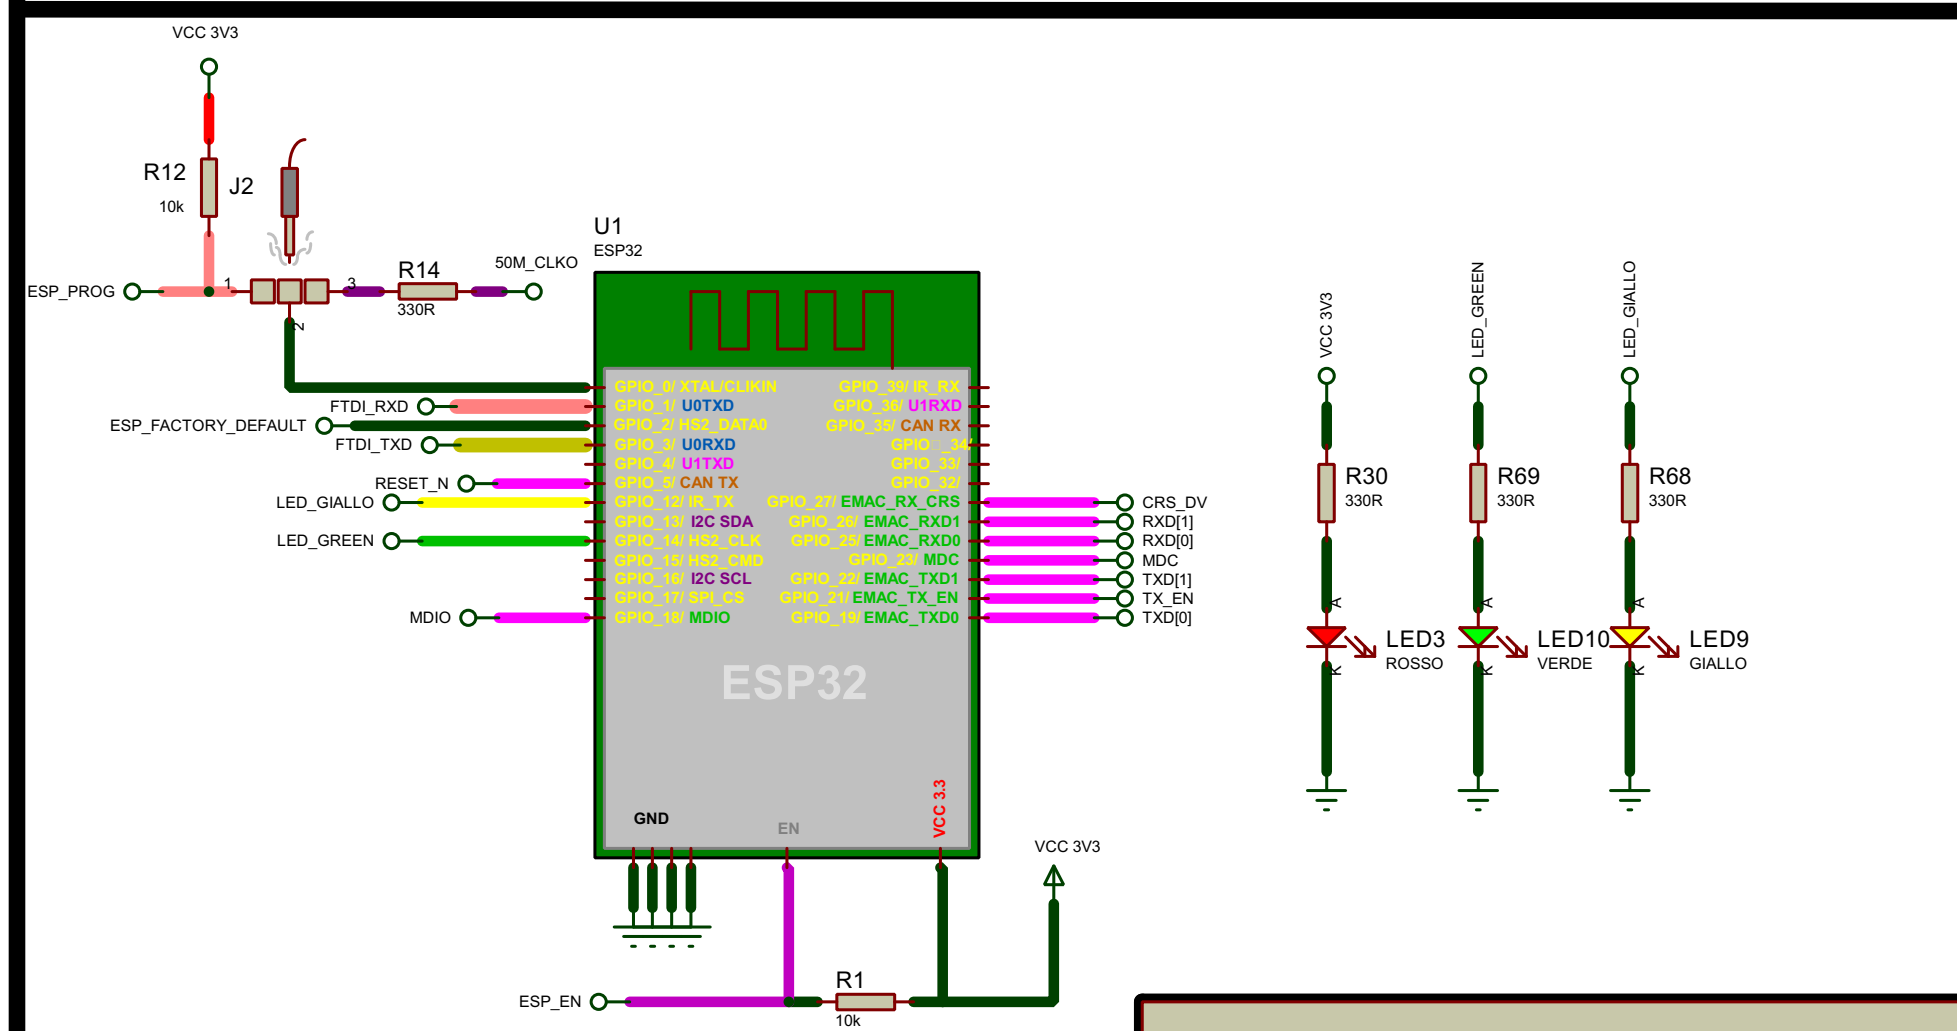 VCC 3V3
R12
10k
J2
ESP_PROG
1
2
3
R14
330R
50M_CLKO
U1
ESP32
GPIO_0/ XTAL/CLIKIN
FTDI_RXD
GPIO_1/ U0TXD
ESP_FACTORY_DEFAULT
GPIO_2/ HS2_DATA0
FTDI_TXD
GPIO_3/ U0RXD
GPIO_4/ U1TXD
RESET_N
GPIO_5/ CAN TX
LED_GIALLO
GPIO_12/ IR_TX
GPIO_13/ I2C SDA
LED_GREEN
GPIO_14/ HS2_CLK
GPIO_15/ HS2_CMD
GPIO_16/ I2C SCL
GPIO_17/ SPI_CS
MDIO
GPIO_18/ MDIO
GPIO_39/ IR_RX
GPIO_36/ U1RXD
GPIO_35/ CAN RX
GPIO_34/
GPIO_33/
GPIO_32/
GPIO_27/ EMAC_RX_CRS
CRS_DV
GPIO_26/ EMAC_RXD1
RXD[1]
GPIO_25/ EMAC_RXD0
RXD[0]
GPIO_23/ MDC
MDC
GPIO_22/ EMAC_TXD1
TXD[1]
GPIO_21/ EMAC_TX_EN
TX_EN
GPIO_19/ EMAC_TXD0
TXD[0]
ESP32
GND
EN
VCC 3.3
VCC 3V3
ESP_EN
R1
10k
VCC 3V3
R30
330R
A
K
LED3
ROSSO
LED_GREEN
R69
330R
A
K
LED10
VERDE
LED_GIALLO
R68
330R
A
K
LED9
GIALLO